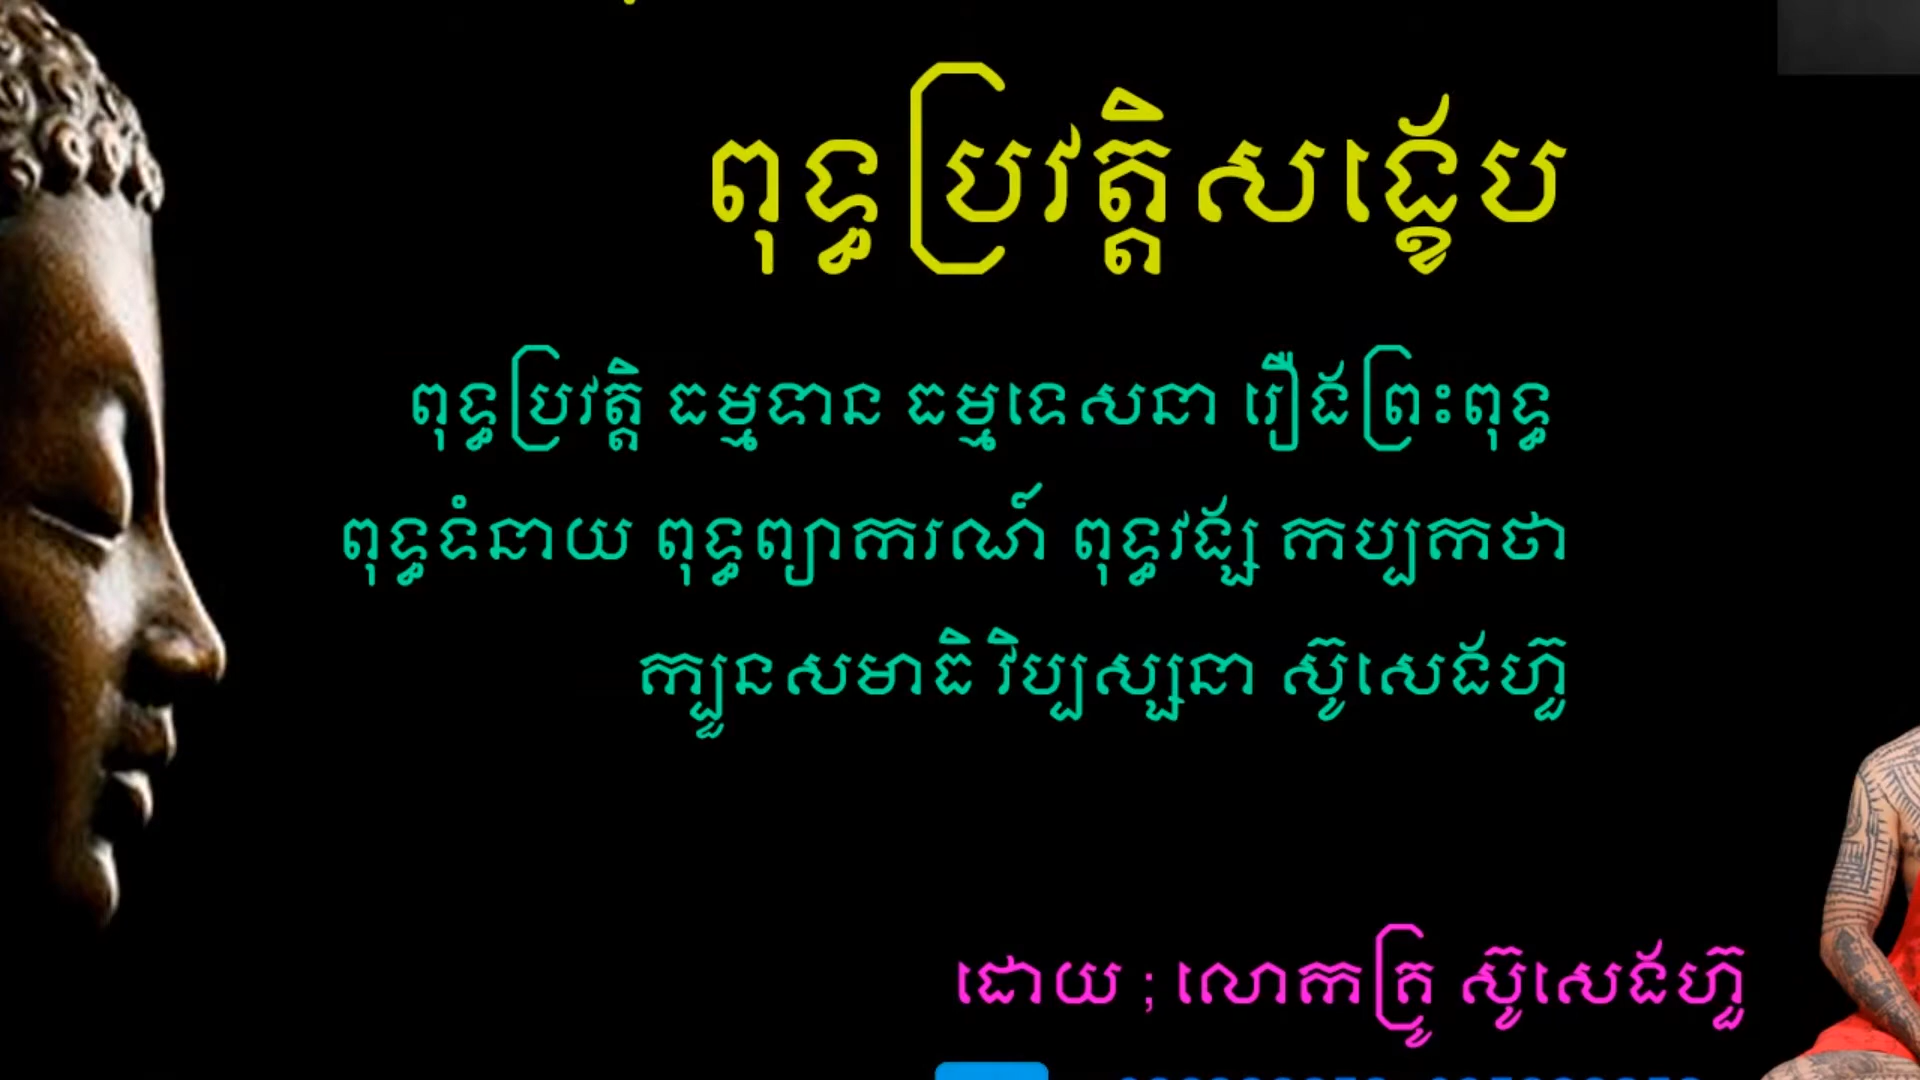 ពុទ្ធប្រវត្តិសង្ខេប
ពុទ្ធប្រវត្តិ ធម្មទាន ធម្មទេសនា រឿងព្រះពុទ្ធ
ពុទ្ធទំនាយ ពុទ្ធព្យាករណ៍ ពុទ្ធវង្ស កប្បកថា
ក្បួនសមាធិ វិប្បស្សនា ស៊ូសេងហ៊ួ
ដោយ ; លោកគ្រូ ស៊ូសេងហ៊ួ